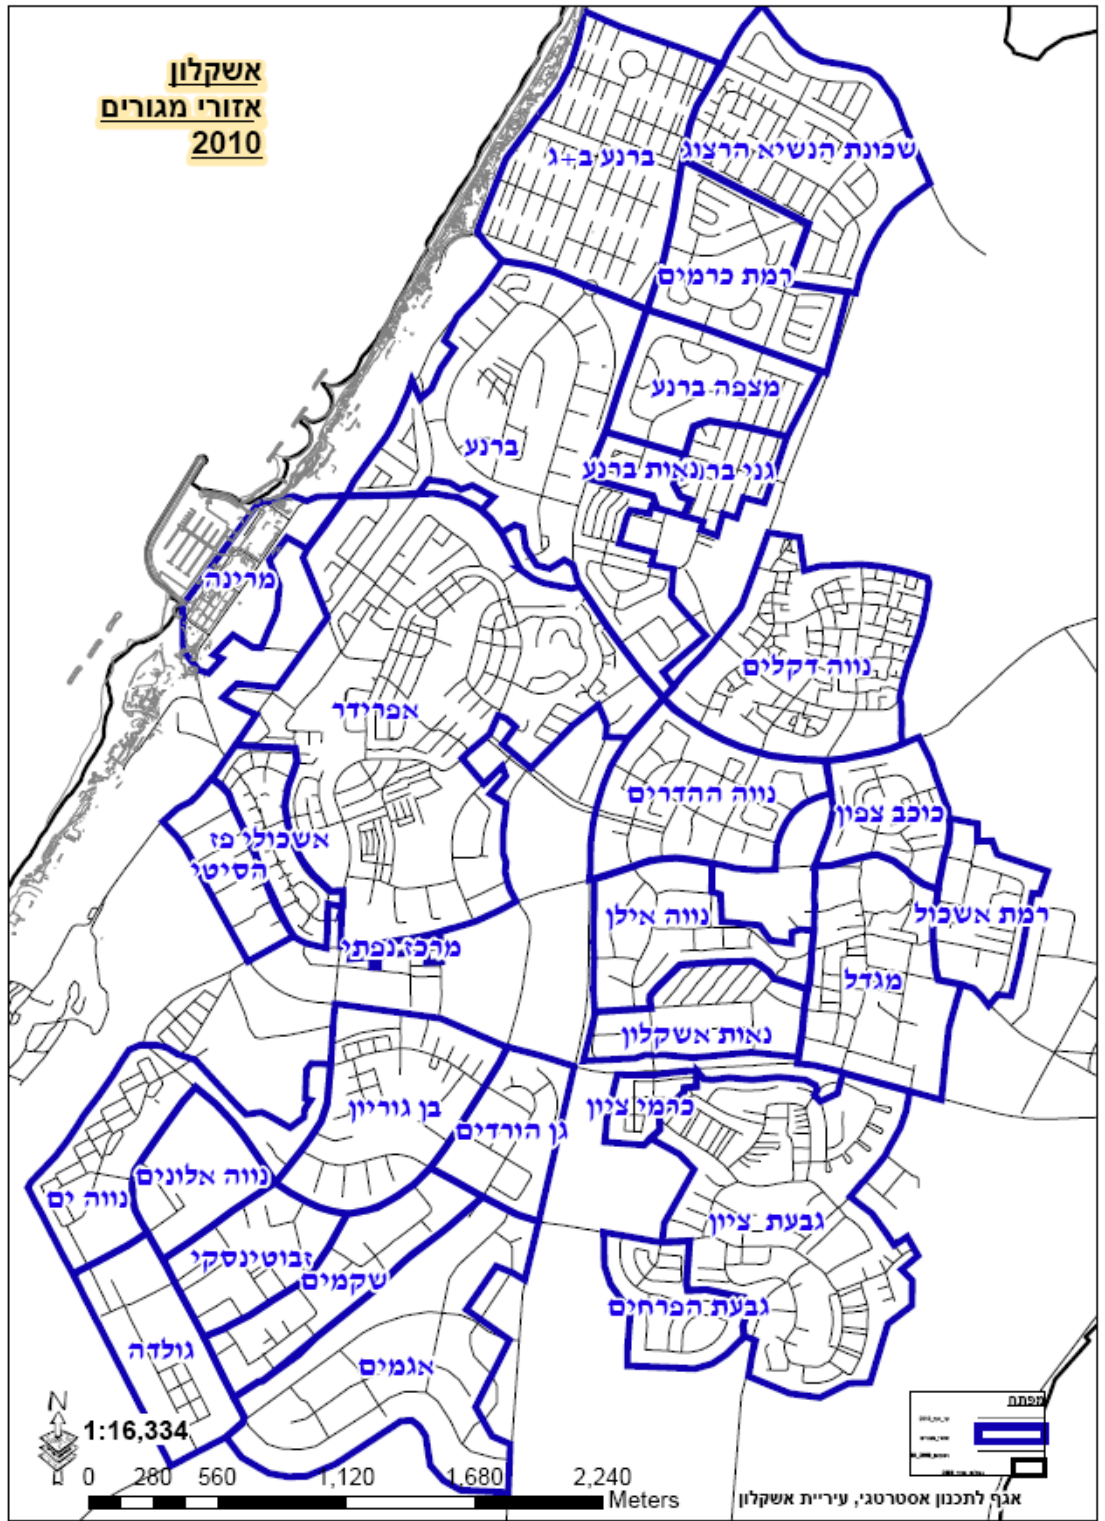 אשקלון
אזורי מגורים
2010
ברנע ב+ג
שכונת הנשיא הרצוג
רמת כרמים
מצפה ברנע
ברנע
נאות ברנע
גני בר
מרינה
נווה דקלים
אפרידר
נווה ההדרים
כוכב צפון
אשכולי פז
הסיטי
נווה אילן
רמת אשכול
מרכז נפתי
מגדל
נאות אשקלון
בן גוריון
כרמי ציון
גן הורדים
נווה אלונים
נווה ים
גבעת ציון
זבוטינסקי
שקמים
גבעת הפרחים
גולדה
אגמים
מפתח
N
1:16,334
0 280 560 1,120 1,680 2,240
Meters
אגף לתכנון אסטרטגי, עיריית אשקלון